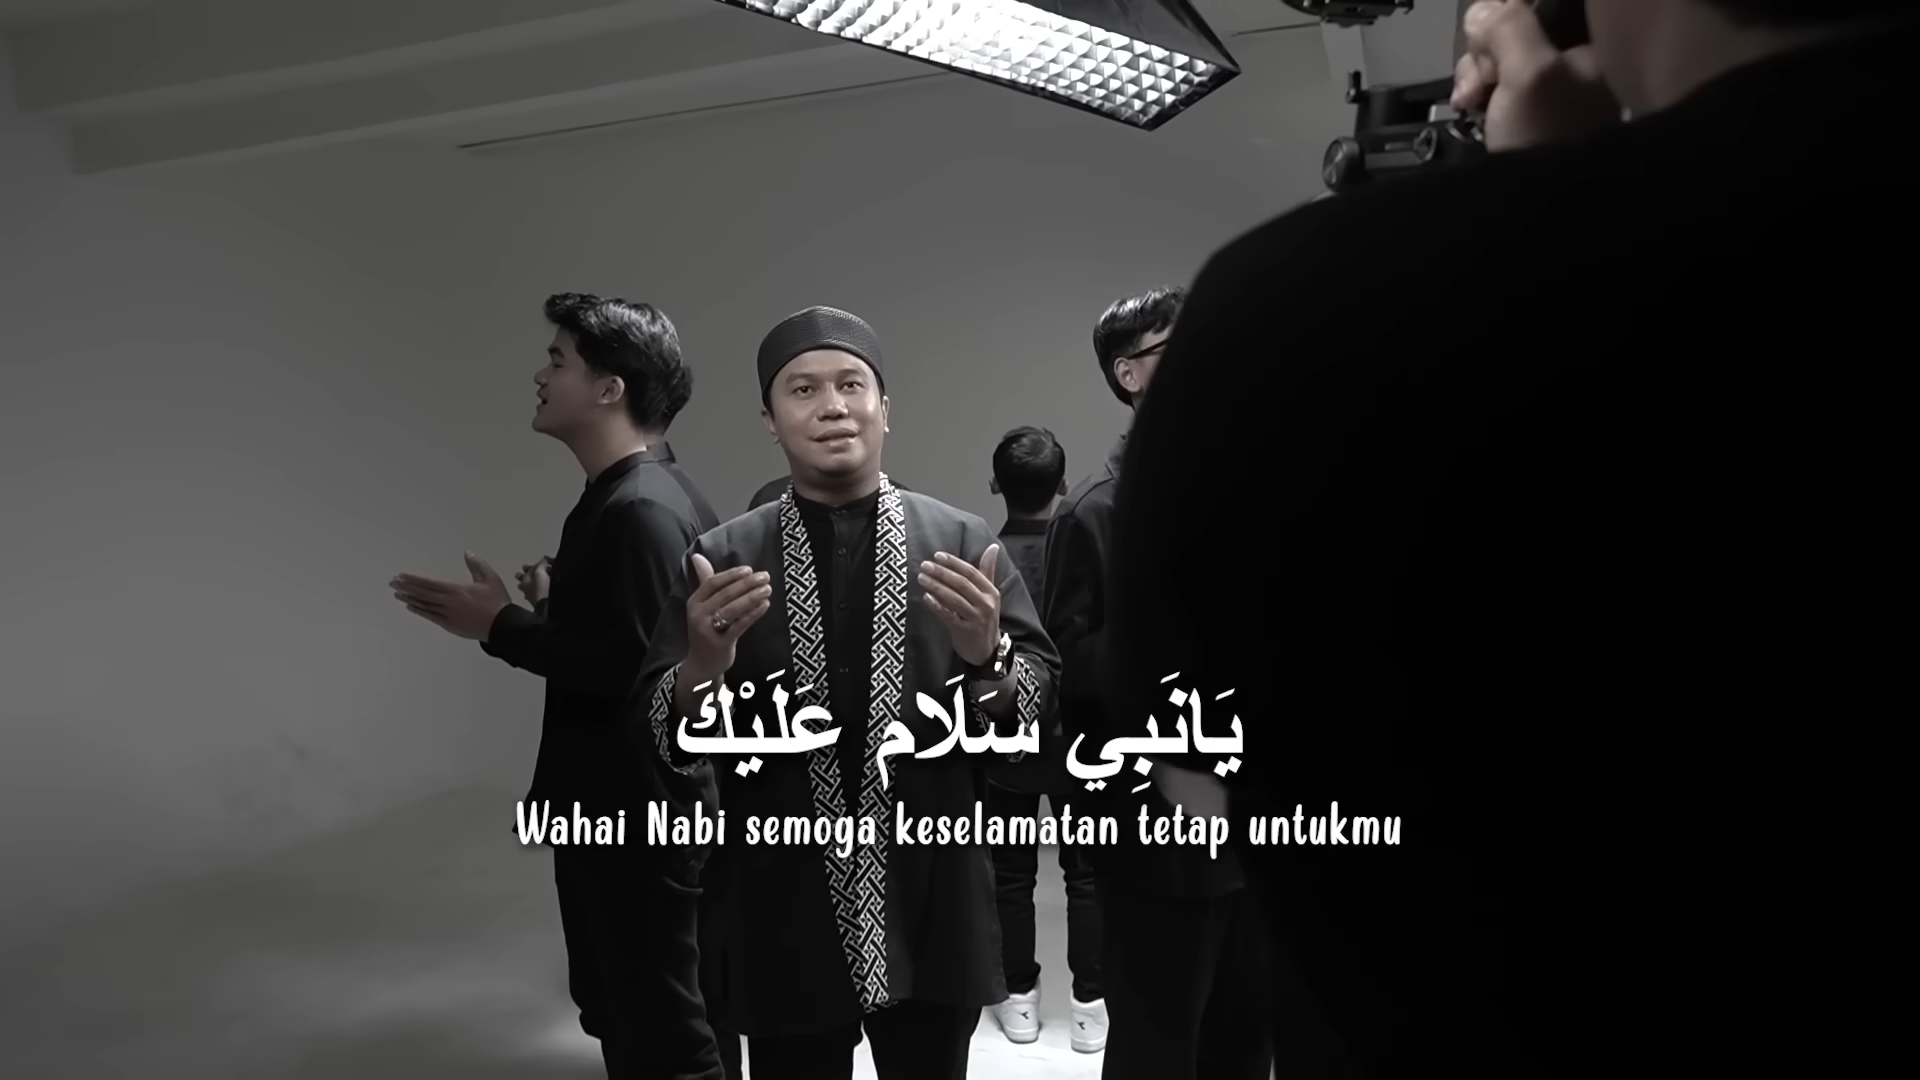 يَانَبِي سَلَام عَلَيْكَ
Wahai Nabi semoga keselamatan tetap untukmu